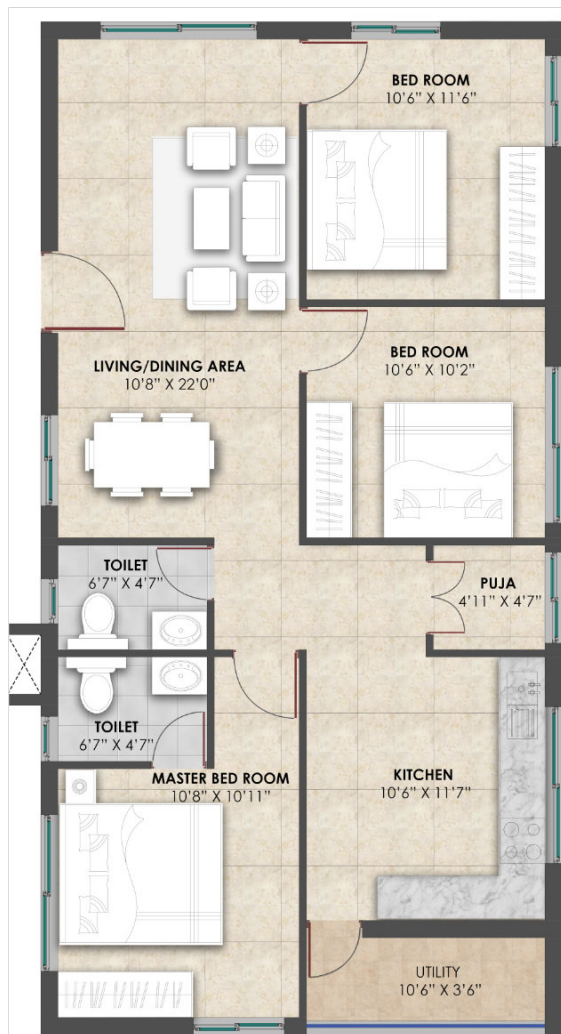 BED ROOM
10'6” X 11'6”
LIVING/DINING AREA
10'8” X 22'0”
BED ROOM
10'6” X 10'2”
TOILET
6'7” X 4'7”
PUJA
4'11” X 4'7”
TOILET
6'7” X 4'7”
MASTER BED ROOM
10'8” X 10'11”
KITCHEN
10'6” X 11'7”
UTILITY
10'6” X 3'6”